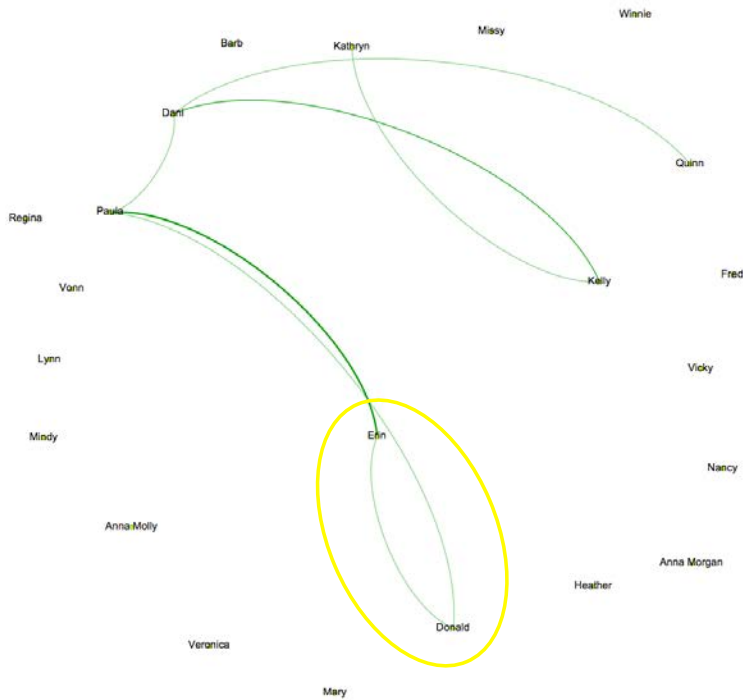 Winnie
Missy
Barb
Kathryn
Dani
Quinn
Paula
Regina
Fred
Kelly
Vonn
Lynn
Vicky
Erin
Mindy
Nancy
Anna Molly
Anna Morgan
Heather
Donald
Veronica
Mary